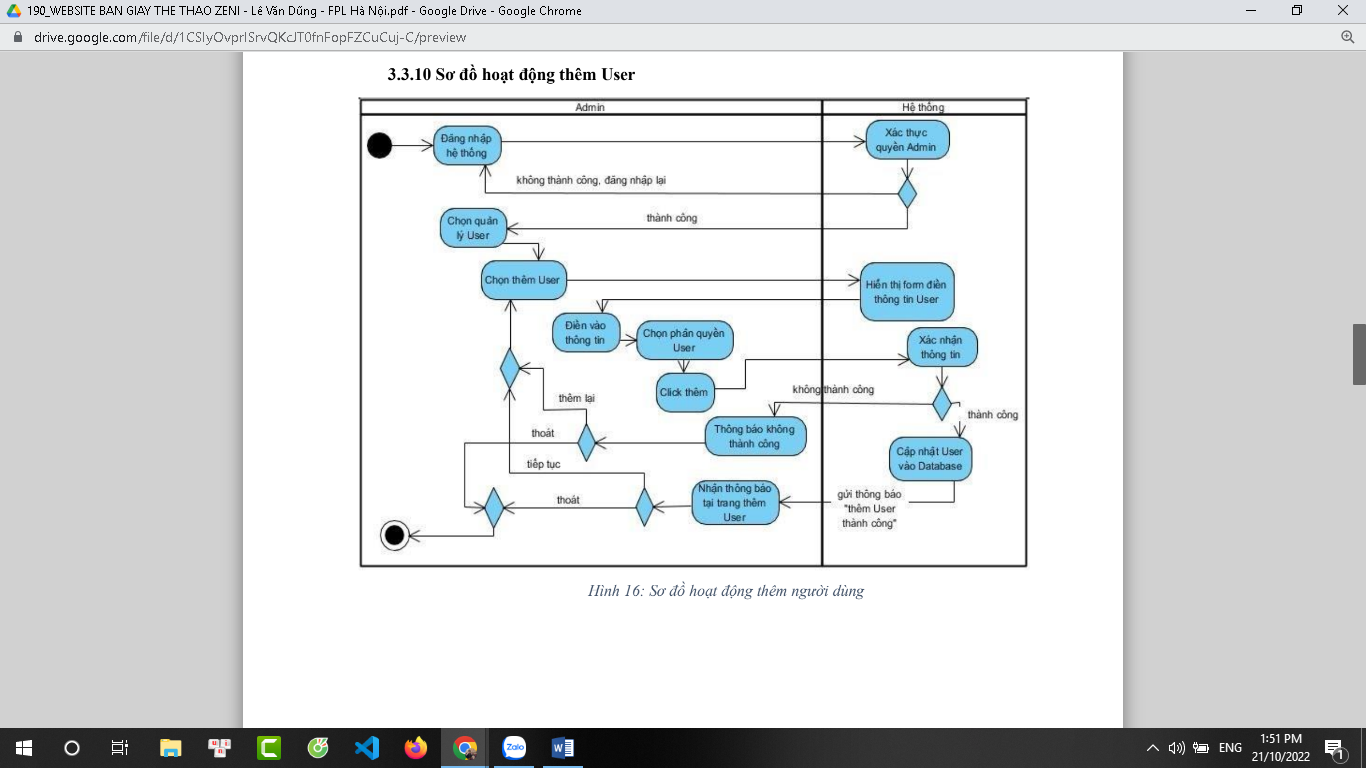 190_WEBSITE BAN GIAY THE THAO ZENI - Lê Văn Dũng - FPL Hà Nội.pdf - Google Drive - Google Chrome
drive.google.com/file/d/1CSIyOvprISrvQKcJT0fnFopFZCuCuj-C/preview
3.3.10 Sơ đồ hoạt động thêm User
Admin
Hệ thống
Đăng nhập
hệ thống
Xác thực
quyền Admin
không thành công, đăng nhập lại
thành công
Chọn quản
lý User
Chọn thêm User
Hiển thị form điền
thông tin User
Điền vào
thông tin
Chọn phân quyền
User
Xác nhận
thông tin
Click thêm
không thành công
thêm lại
thành công
Thông báo không
thành công
thoát
Cập nhật User
vào Database
tiếp tục
Nhận thông báo
tại trang thêm
User
gửi thông báo
"thêm User
thành công"
thoát
Hình 16: Sơ đồ hoạt động thêm người dùng
Zalo
ENG
1:51 PM
21/10/2022
1